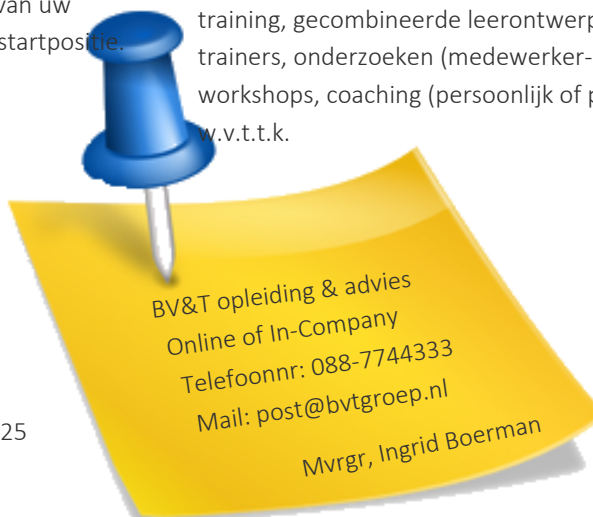 van uw
startpositie.
training, gecombineerde leerontwerp
trainers, onderzoeken (medewerker-
workshops, coaching (persoonlijk of p
w.v.t.t.k.
BV&T opleiding & advies
Online of In-Company
Telefoonnr: 088-7744333
Mail: post@bvtgroep.nl
Mvrgr, Ingrid Boerman
25